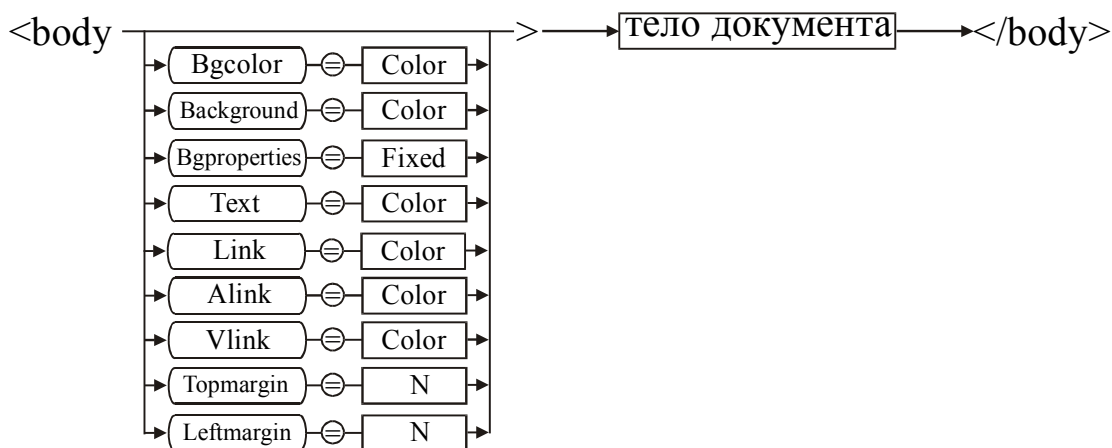 <body > тело документа </body>
Bgcolor = Color
Background = Color
Bgproperties = Fixed
Text = Color
Link = Color
Alink = Color
Vlink = Color
Topmargin = N
Leftmargin = N